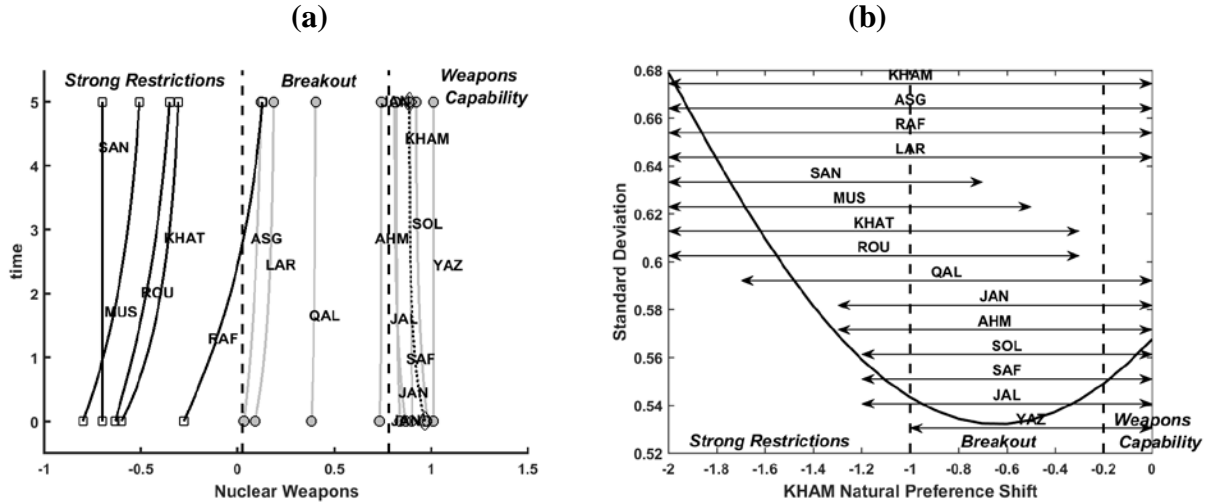 (a)
Strong Restrictions
Breakout
Weapons
Capability
time
5
4
3
2
1
0
SAN
KHAT
ROU
MUS
RAF
ASG
LAR
QAL
JAN
KHAM
SOL
AHM
YAZ
JAL
SAF
JAN
JAN
-1
-0.5
0
0.5
1
1.5
Nuclear Weapons
(b)
Standard Deviation
0.68
0.66
0.64
0.62
0.6
0.58
0.56
0.54
0.52
KHAM
ASG
RAF
LAR
SAN
MUS
KHAT
ROU
QAL
JAN
AHM
SOL
SAF
JAL
YAZ
Strong Restrictions
Breakout
Weapons
Capability
-2
-1.8
-1.6
-1.4
-1.2
-1
-0.8
-0.6
-0.4
-0.2
0
KHAM Natural Preference Shift